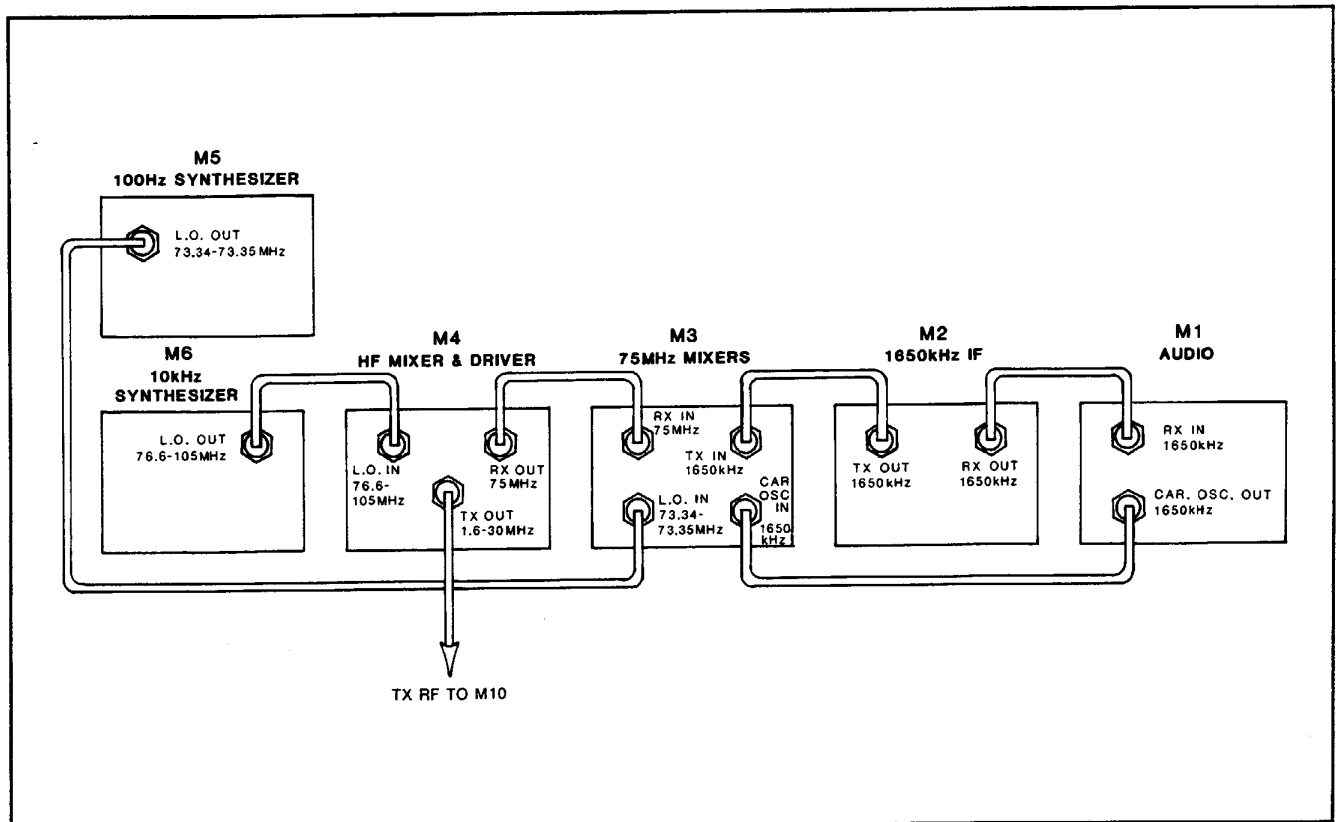 M5
100Hz SYNTHESIZER
L.O. OUT
73.34-73.35MHz
M6
10kHz
SYNTHESIZER
L.O. OUT
76.6-105MHz
M4
HF MIXER & DRIVER
L.O. IN
76.6-
105MHz
RX OUT
75MHz
TX OUT
1.6-30MHz
TX RF TO M10
M3
75MHz MIXERS
RX IN
75MHz
TX IN
1650kHz
L.O. IN
73.34-
73.35MHz
CAR
OSC
IN
1650
kHz
M2
1650kHz IF
TX OUT
1650kHz
RX OUT
1650kHz
M1
AUDIO
RX IN
1650kHz
CAR. OSC. OUT
1650kHz